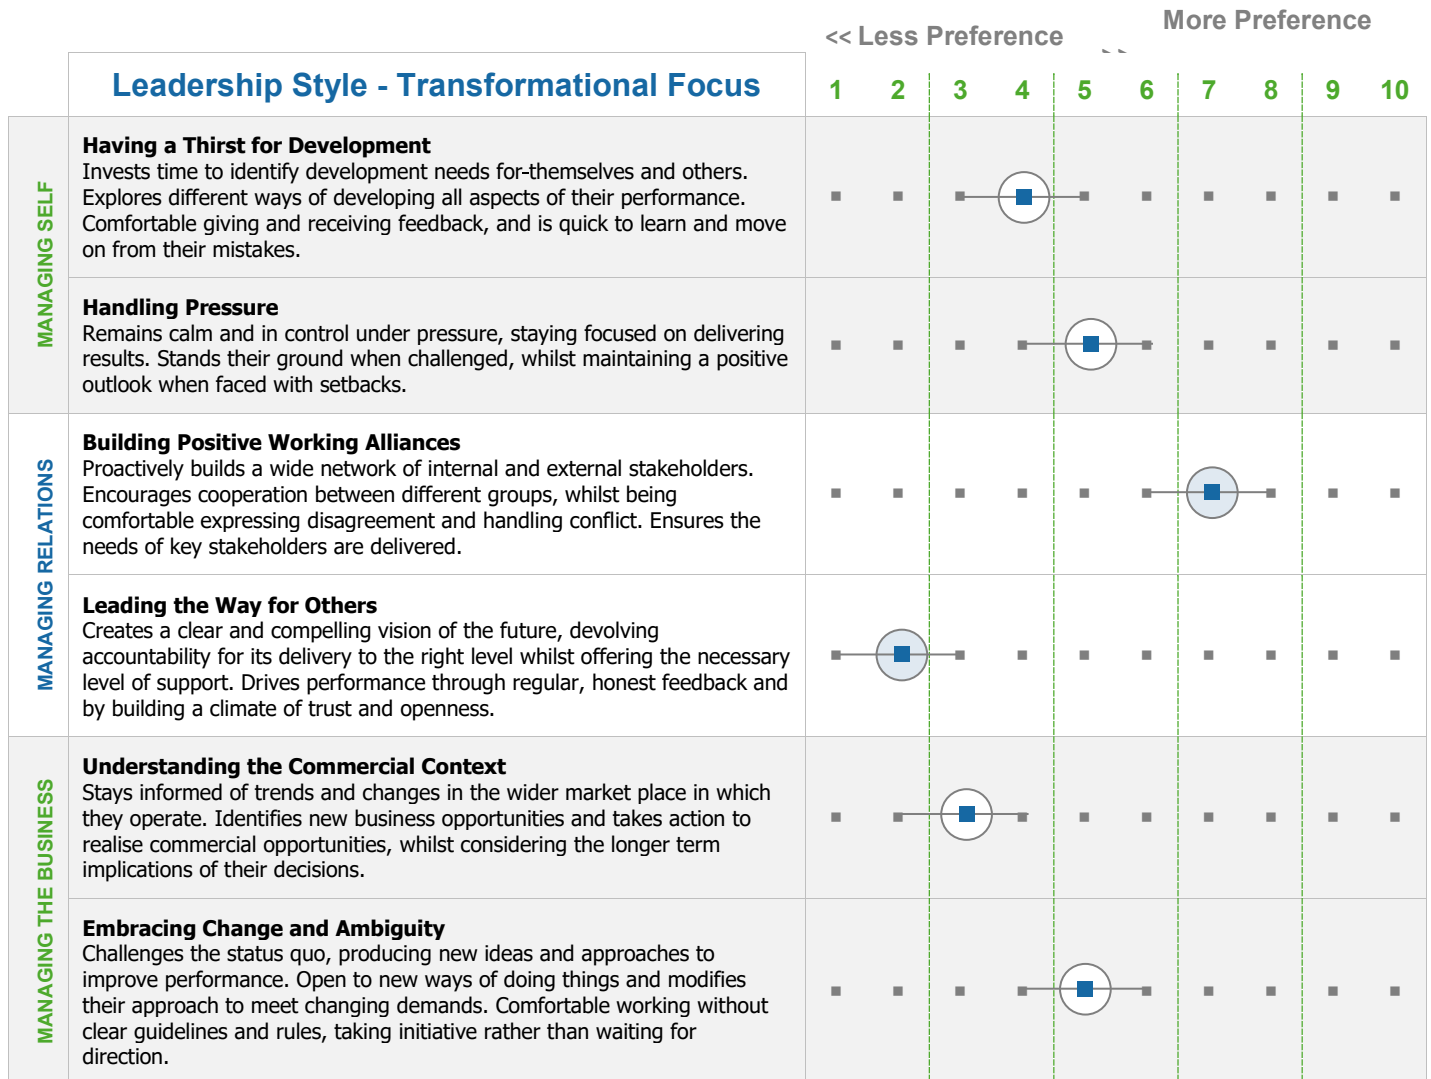 << Less Preference
More Preference
>>
Leadership Style - Transformational Focus
1 2 3 4 5 6 7 8 9 10
MANAGING SELF
Having a Thirst for Development
Invests time to identify development needs for-themselves and others.
Explores different ways of developing all aspects of their performance.
Comfortable giving and receiving feedback, and is quick to learn and move
on from their mistakes.
Handling Pressure
Remains calm and in control under pressure, staying focused on delivering
results. Stands their ground when challenged, whilst maintaining a positive
outlook when faced with setbacks.
MANAGING RELATIONS
Building Positive Working Alliances
Proactively builds a wide network of internal and external stakeholders.
Encourages cooperation between different groups, whilst being
comfortable expressing disagreement and handling conflict. Ensures the
needs of key stakeholders are delivered.
Leading the Way for Others
Creates a clear and compelling vision of the future, devolving
accountability for its delivery to the right level whilst offering the necessary
level of support. Drives performance through regular, honest feedback and
by building a climate of trust and openness.
MANAGING THE BUSINESS
Understanding the Commercial Context
Stays informed of trends and changes in the wider market place in which
they operate. Identifies new business opportunities and takes action to
realise commercial opportunities, whilst considering the longer term
implications of their decisions.
Embracing Change and Ambiguity
Challenges the status quo, producing new ideas and approaches to
improve performance. Open to new ways of doing things and modifies
their approach to meet changing demands. Comfortable working without
clear guidelines and rules, taking initiative rather than waiting for
direction.